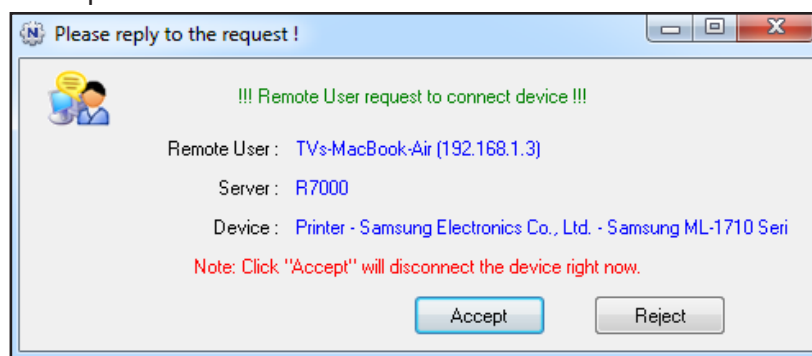 Please reply to the request !
!!! Remote User request to connect device !!!
Remote User : TVs-MacBook-Air (192.168.1.3)
Server : R7000
Device : Printer - Samsung Electronics Co., Ltd. - Samsung ML-1710 Seri
Note: Click "Accept" will disconnect the device right now.
Accept Reject